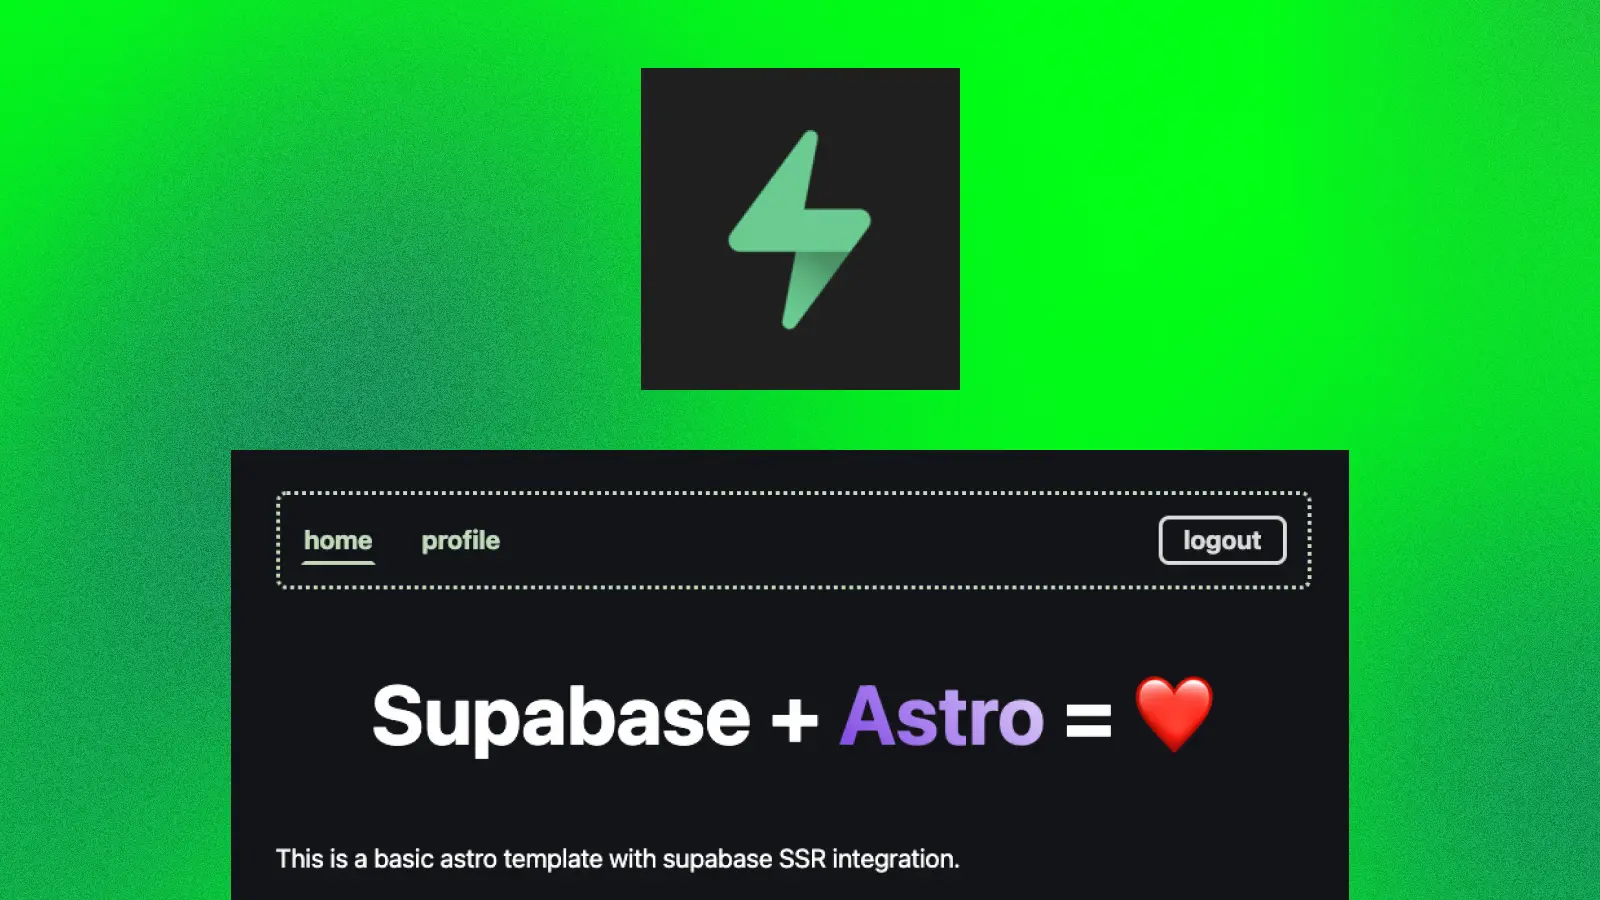 home profile logout
Supabase + Astro = ❤️
This is a basic astro template with supabase SSR integration.